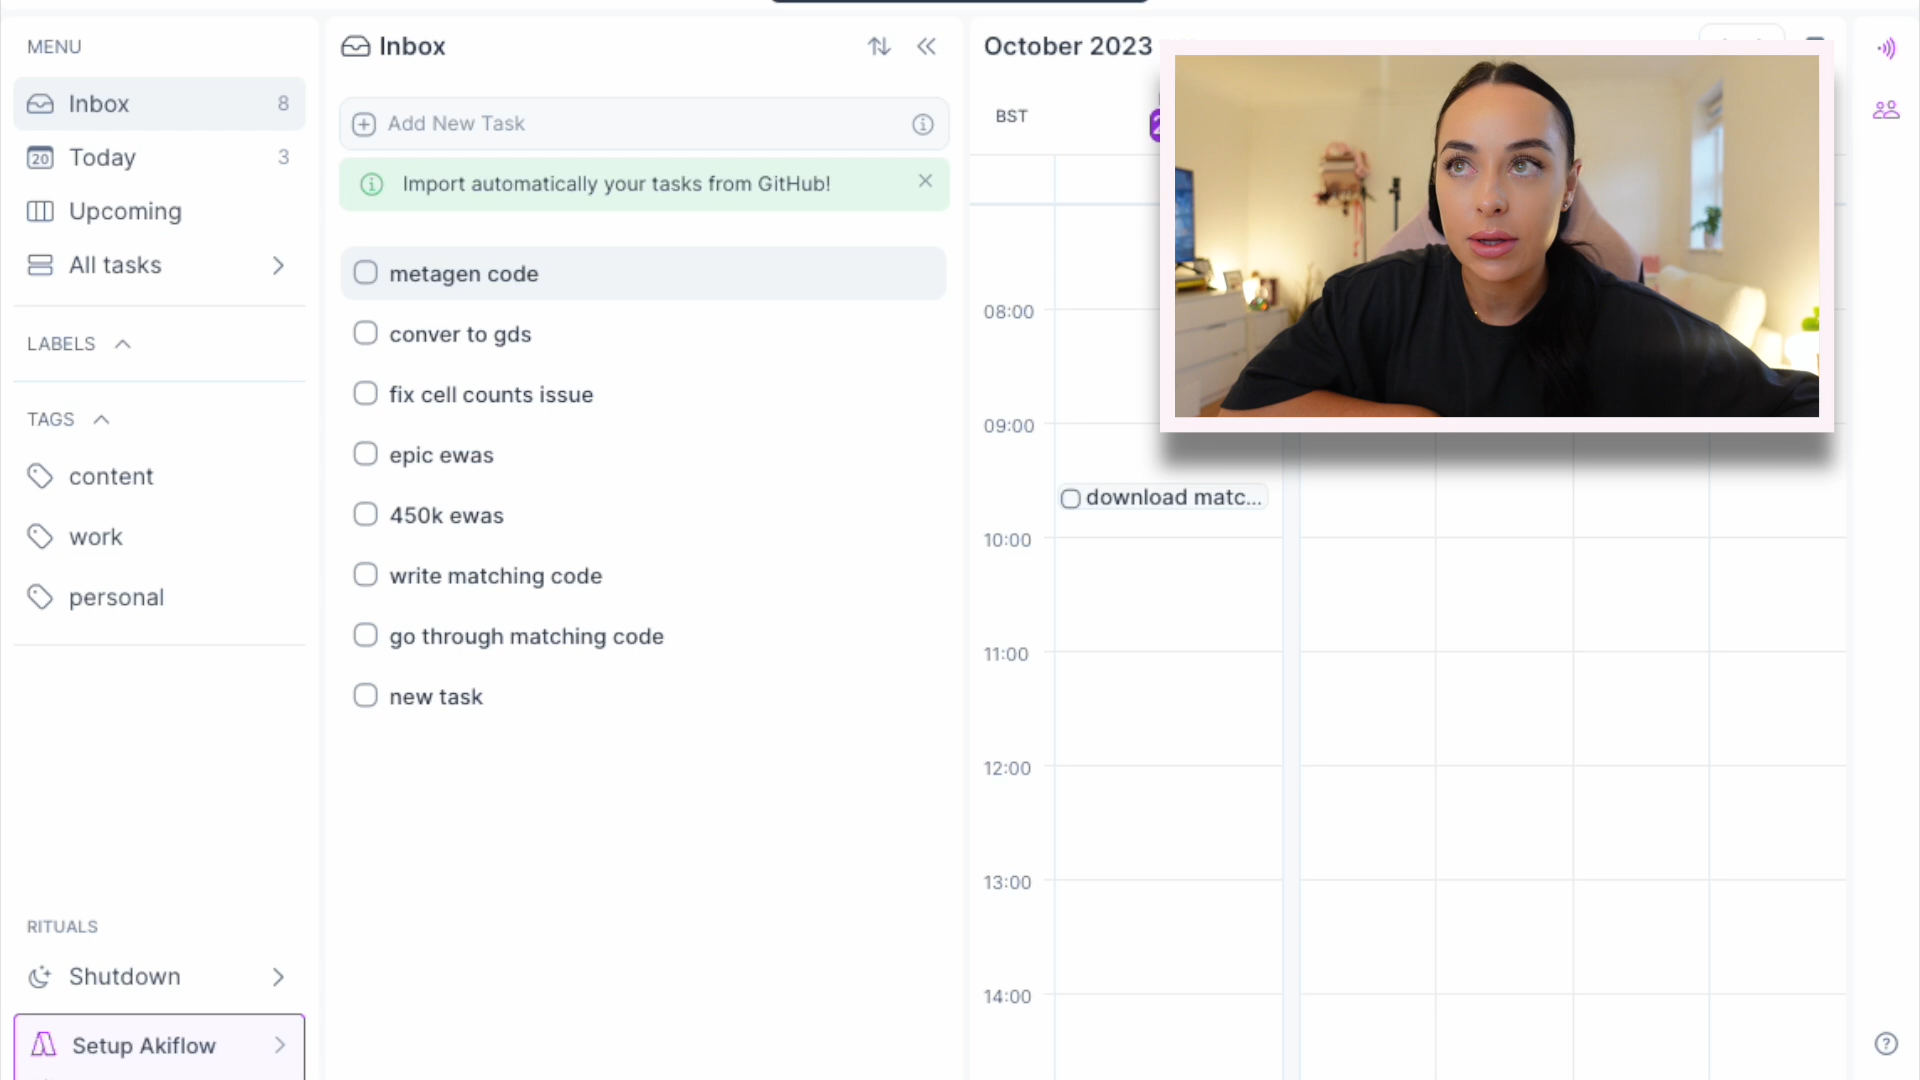 MENU
Inbox 8
20 Today 3
Upcoming
All tasks
LABELS
TAGS
content
work
personal
RITUALS
Shutdown
Setup Akiflow
Inbox
Add New Task
Import automatically your tasks from GitHub!
metagen code
conver to gds
fix cell counts issue
epic ewas
450k ewas
write matching code
go through matching code
new task
October 2023
BST
08:00
09:00
download matc...
10:00
11:00
12:00
13:00
14:00